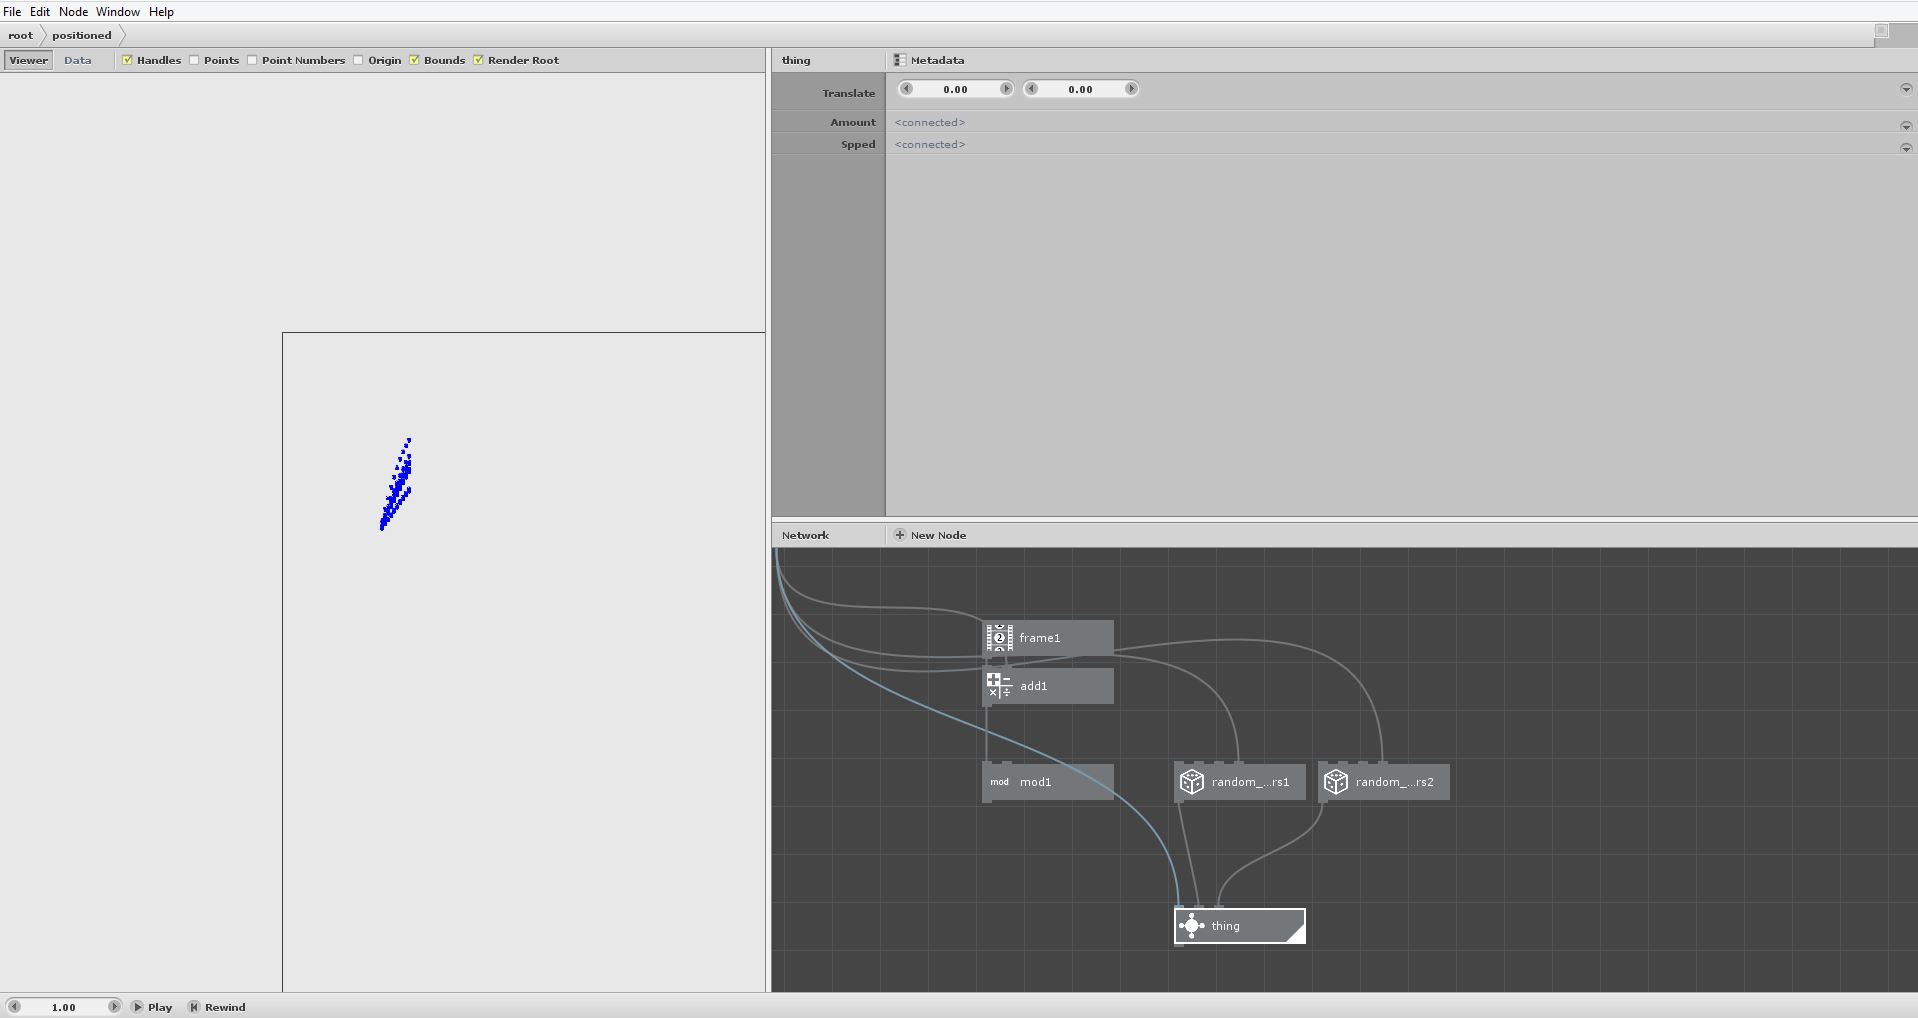 File Edit Node Window Help
root positioned
Viewer Data Handles Points Point Numbers Origin Bounds Render Root
thing Metadata
Translate 0.00 0.00
Amount <connected>
Spped <connected>
Network New Node
2 frame1
add1
mod mod1
random_...rs1
random_...rs2
thing
1.00 Play Rewind